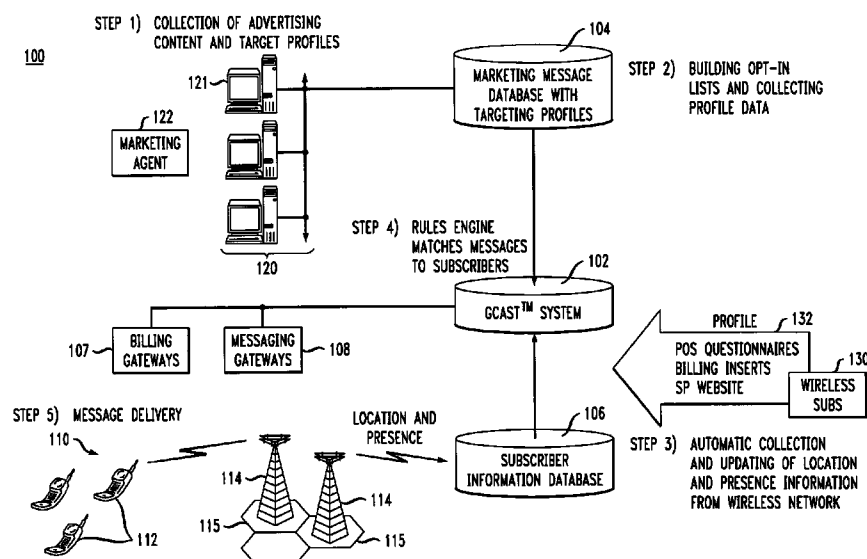 STEP 1) COLLECTION OF ADVERTISING
CONTENT AND TARGET PROFILES
100
121
122
MARKETING
AGENT
120
104
MARKETING MESSAGE
DATABASE WITH
TARGETING PROFILES
STEP 2) BUILDING OPT-IN
LISTS AND COLLECTING
PROFILE DATA
STEP 4) RULES ENGINE
MATCHES MESSAGES
TO SUBSCRIBERS
102
GCAST™ SYSTEM
107
BILLING
GATEWAYS
MESSAGING
GATEWAYS
108
PROFILE
132
POS QUESTIONNAIRES
BILLING INSERTS
SP WEBSITE
130
WIRELESS
SUBS
STEP 5) MESSAGE DELIVERY
110
112
114
114
115
115
LOCATION AND
PRESENCE
106
SUBSCRIBER
INFORMATION DATABASE
STEP 3) AUTOMATIC COLLECTION
AND UPDATING OF LOCATION
AND PRESENCE INFORMATION
FROM WIRELESS NETWORK